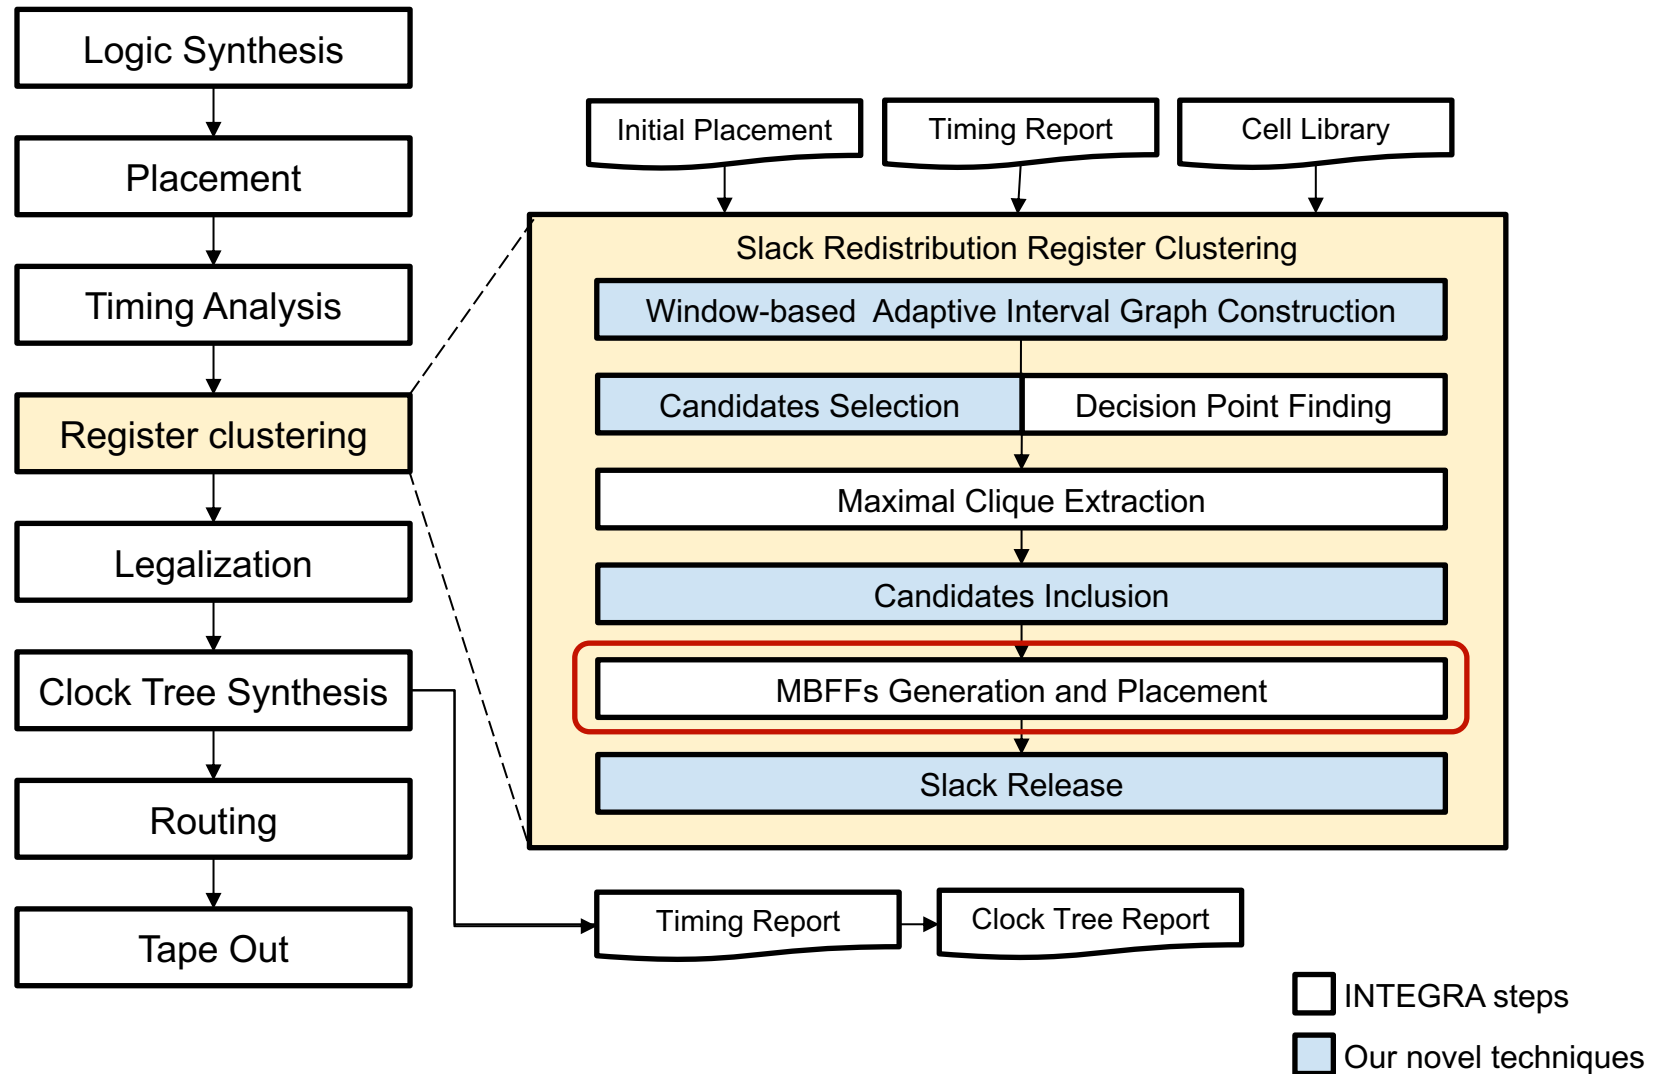 Logic Synthesis
Placement
Timing Analysis
Register clustering
Legalization
Clock Tree Synthesis
Routing
Tape Out
Initial Placement
Timing Report
Cell Library
Slack Redistribution Register Clustering
Window-based Adaptive Interval Graph Construction
Candidates Selection
Decision Point Finding
Maximal Clique Extraction
Candidates Inclusion
MBFFs Generation and Placement
Slack Release
Timing Report
Clock Tree Report
INTEGRA steps
Our novel techniques